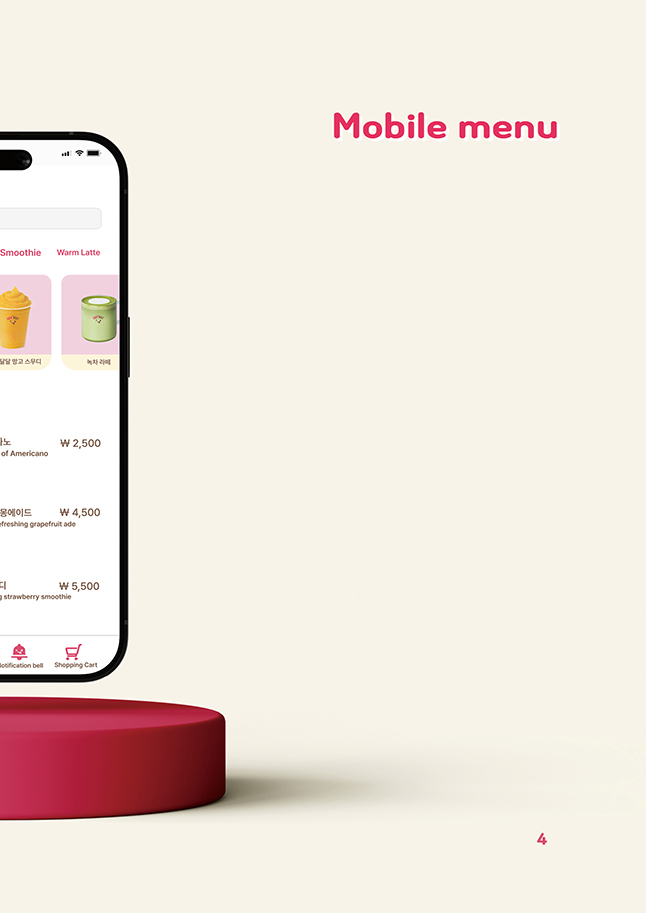 Mobile menu
Smoothie Warm Latte
달달 망고 스무디 녹차 라떼
₩ 2,500
of Americano
몽에이드 ₩ 4,500
efreshing grapefruit ade
디 ₩ 5,500
g strawberry smoothie
Notification bell Shopping Cart
4